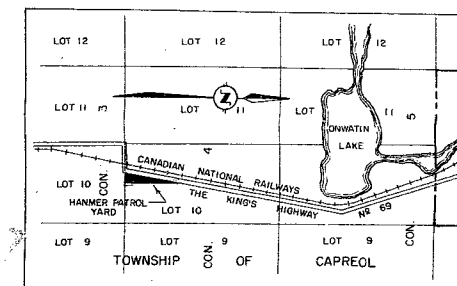 LOT 12
LOT 12
LOT 12
LOT 11
3
LOT 11
Z
LOT 11
5
ONWATIN
LAKE
4
CANADIAN NATIONAL RAILWAYS
THE KING'S HIGHWAY Nº 69
LOT 10
CON.
HANMER PATROL
YARD
LOT 10
LOT 9
LOT 9
LOT 9
CON.
CON.
TOWNSHIP OF CAPREOL